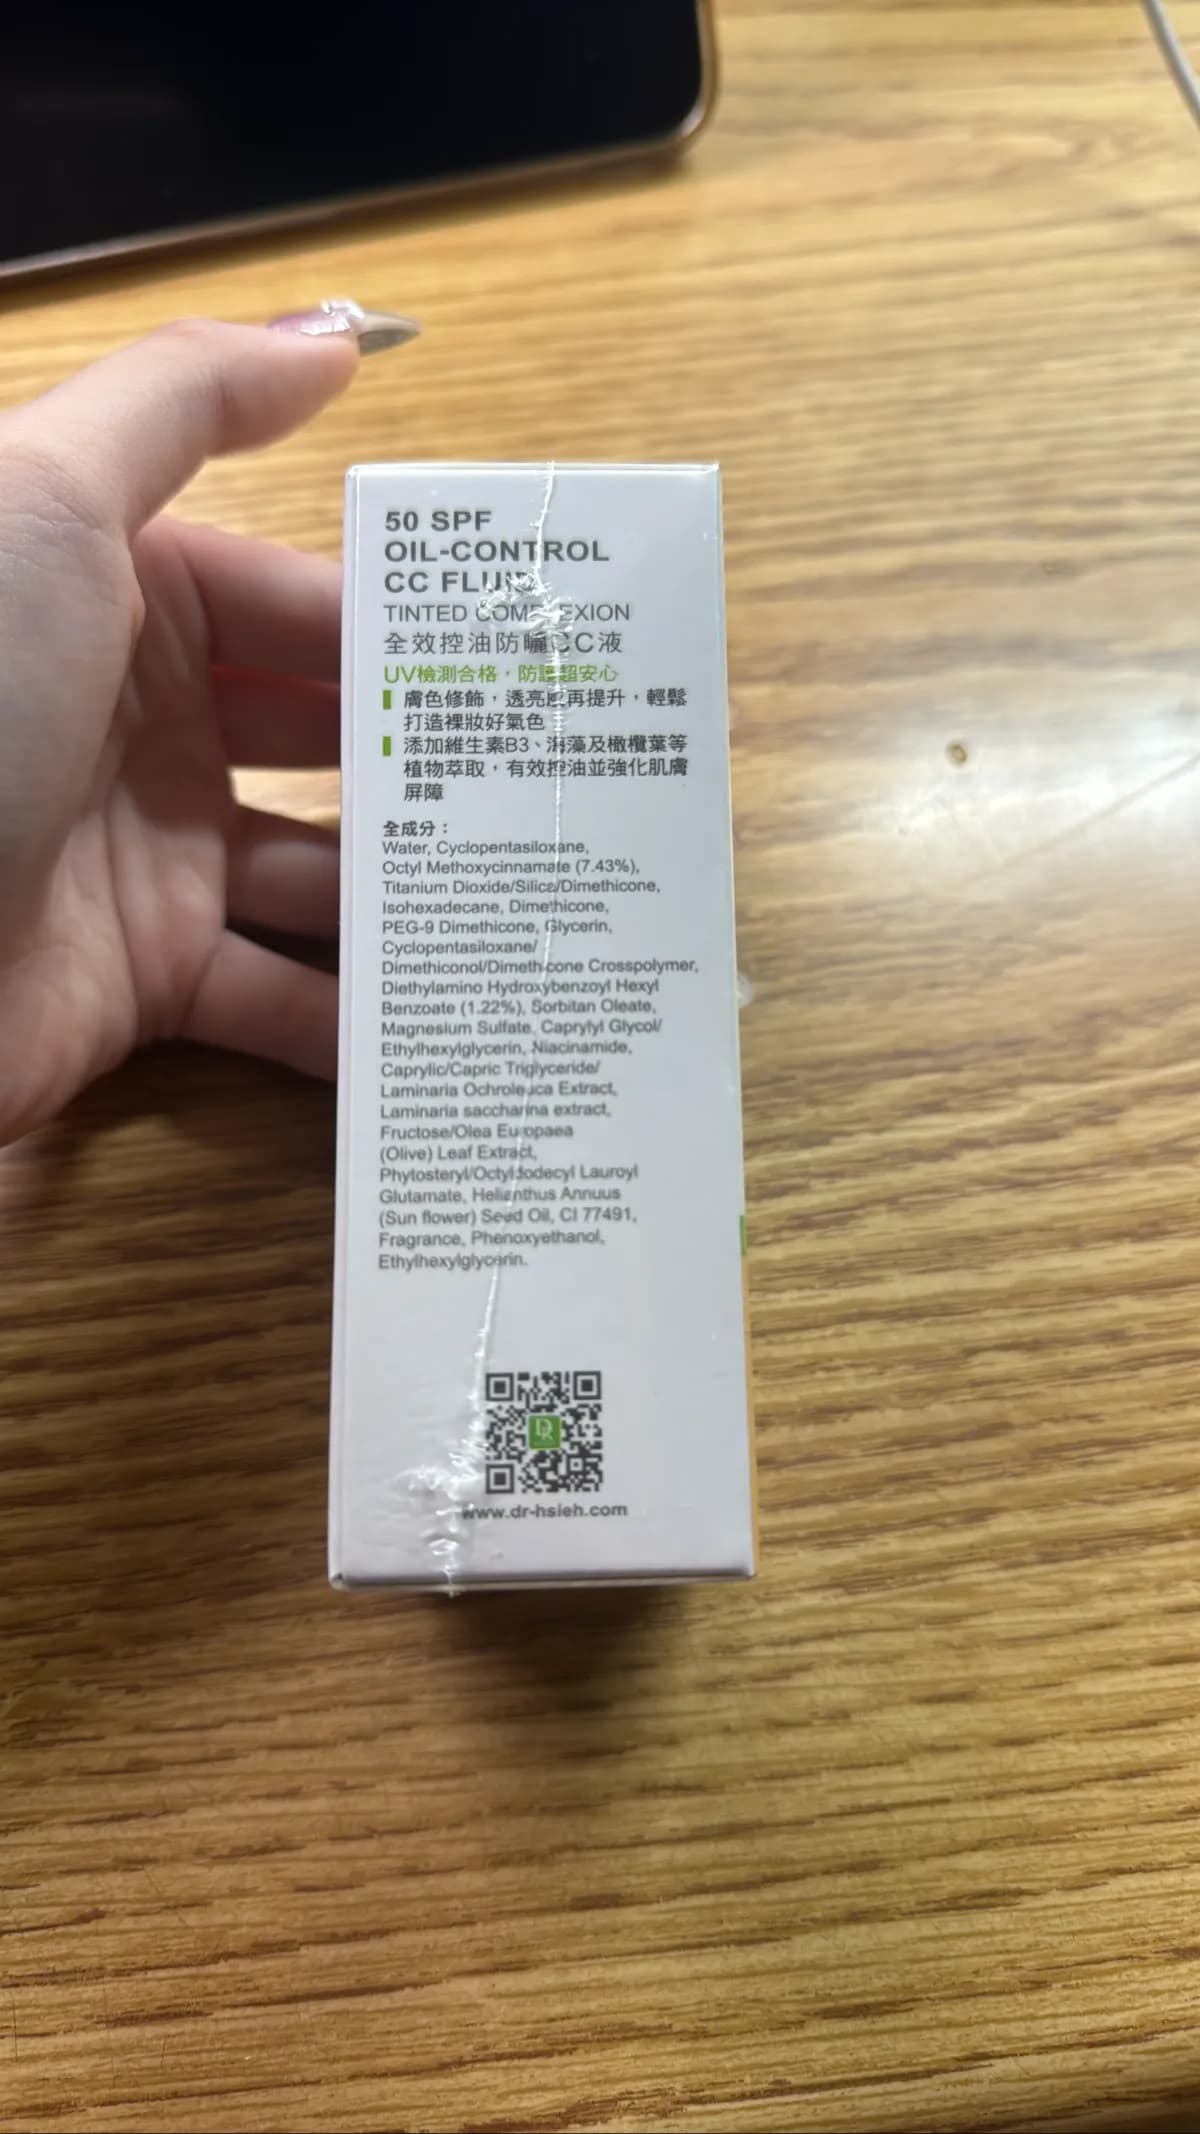 50 SPF
OIL-CONTROL
CC FLUID
TINTED COMPLEXION
全效控油防曬CC液
UV檢測合格，防護超安心
膚色修飾，透亮感再提升，輕鬆
打造裸妝好氣色
添加維生素B3、海藻及橄欖葉等
植物萃取，有效控油並強化肌膚
屏障
全成分：
Water, Cyclopentasiloxane,
Octyl Methoxycinnamate (7.43%),
Titanium Dioxide/Silica/Dimethicone,
Isohexadecane, Dimethicone,
PEG-9 Dimethicone, Glycerin,
Cyclopentasiloxane/
Dimethiconol/Dimethicone Crosspolymer,
Diethylamino Hydroxybenzoyl Hexyl
Benzoate (1.22%), Sorbitan Oleate,
Magnesium Sulfate, Caprylyl Glycol/
Ethylhexylglycerin, Niacinamide,
Caprylic/Capric Triglyceride/
Laminaria Ochroleuca Extract,
Laminaria saccharina extract,
Fructose/Olea Europaea
(Olive) Leaf Extract,
Phytosteryl/Octyldodecyl Lauroyl
Glutamate, Helianthus Annuus
(Sun flower) Seed Oil, CI 77491,
Fragrance, Phenoxyethanol,
Ethylhexylglycerin.
DR
www.dr-hsieh.com